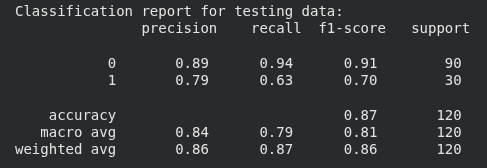 Classification report for testing data:
precision recall f1-score support
0 0.89 0.94 0.91 90
1 0.79 0.63 0.70 30
accuracy 0.87 120
macro avg 0.84 0.79 0.81 120
weighted avg 0.86 0.87 0.86 120